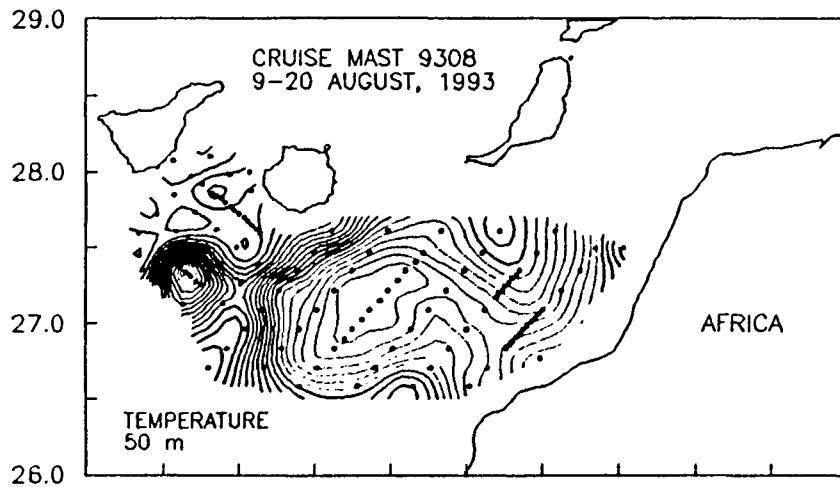 29.0
CRUISE MAST 9308
9-20 AUGUST, 1993
28.0
27.0
AFRICA
TEMPERATURE
50 m
26.0